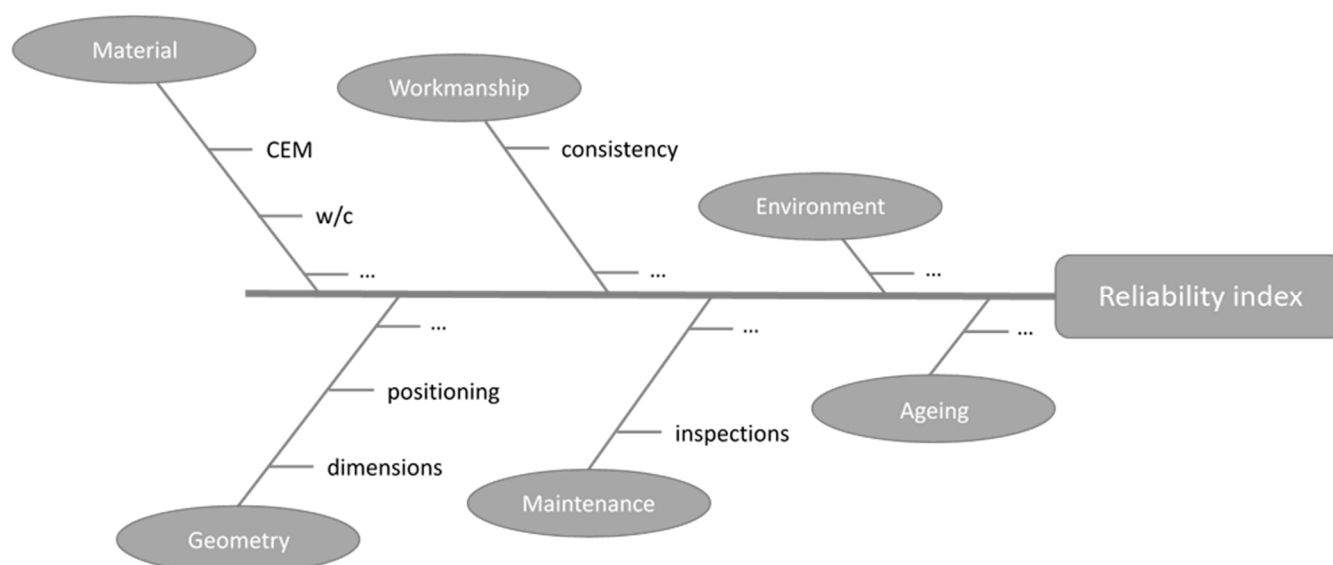 Material
Workmanship
CEM
consistency
w/c
Environment
...
...
...
Reliability index
...
...
...
positioning
Ageing
inspections
dimensions
Maintenance
Geometry